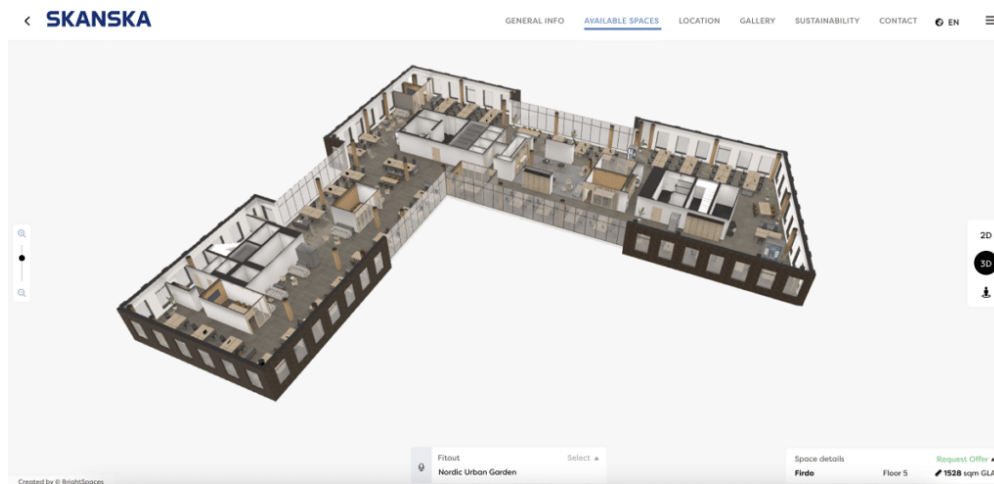 SKANSKA
GENERAL INFO AVAILABLE SPACES LOCATION GALLERY SUSTAINABILITY CONTACT EN
2D
3D
Fitout Select
Nordic Urban Garden
Space details Request Offer
Firdo Floor 5 1528 sqm GLA
Created by © BrightSpaces